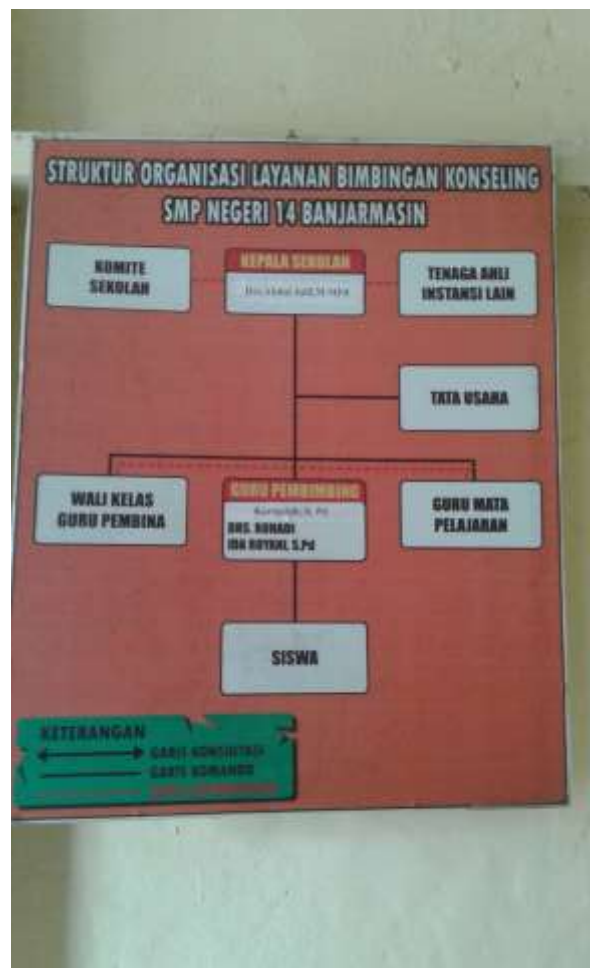 STRUKTUR ORGANISASI LAYANAN BIMBINGAN KONSELING
SMP NEGERI 14 BANJARMASIN
KOMITE
SEKOLAH
KEPALA SEKOLAH
TENAGA AHLI
INSTANSI LAIN
TATA USAHA
WALI KELAS
GURU PEMBINA
GURU PEMBIMBING
S. Pd
DRS. ROHADI
IDA ROYANI, S.Pd
GURU MATA
PELAJARAN
SISWA
KETERANGAN
GARIS KONSULTASI
GARIS KOMANDO